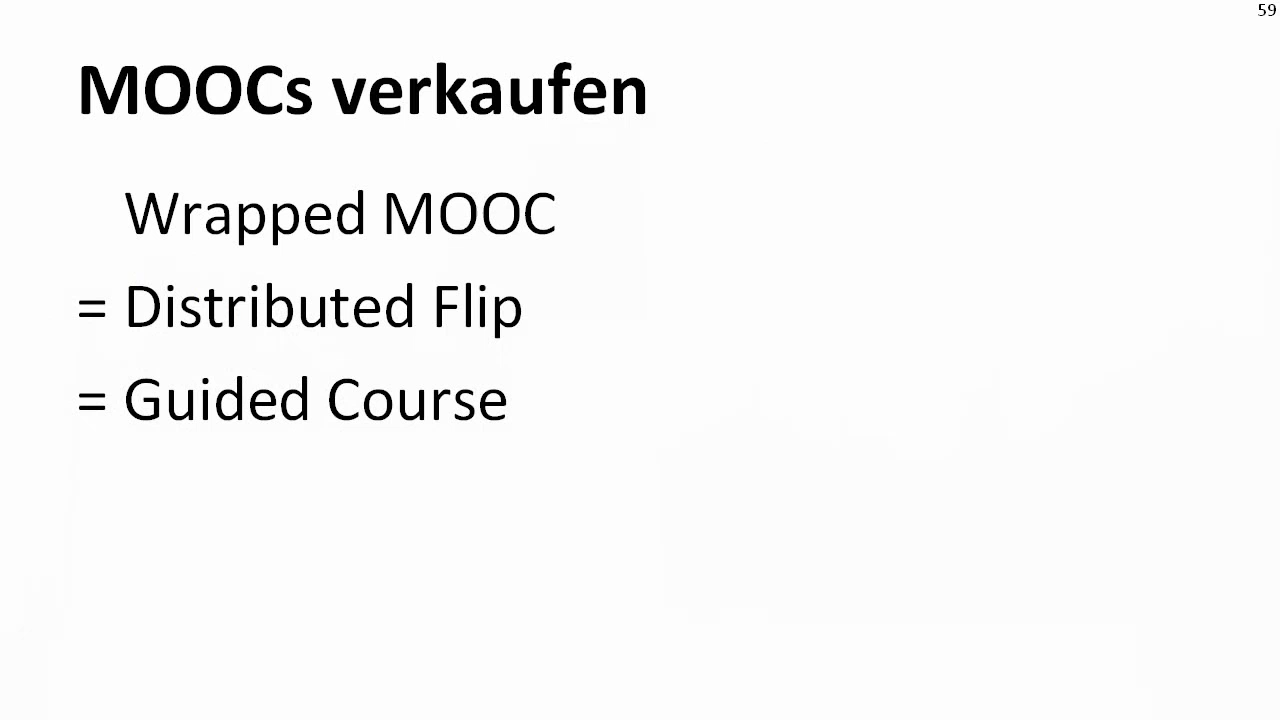 59
MOOCs verkaufen
Wrapped MOOC
= Distributed Flip
= Guided Course